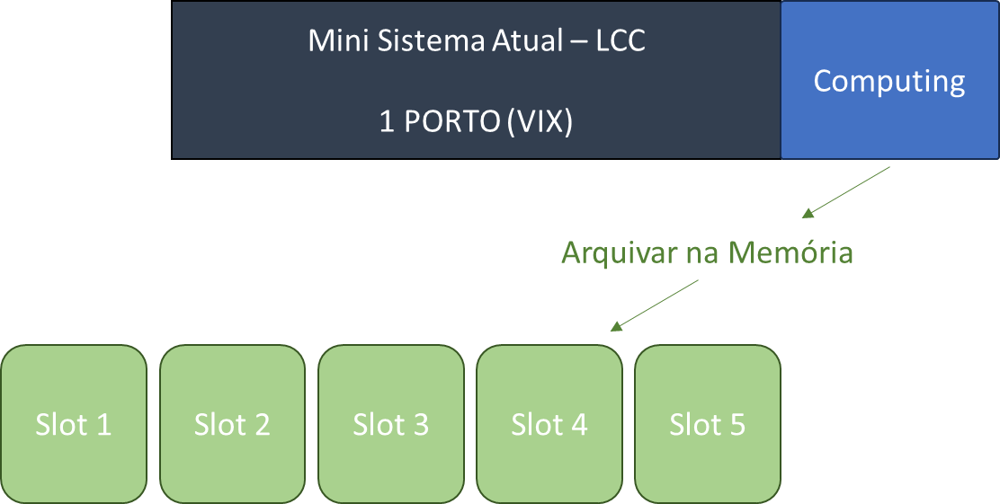 Mini Sistema Atual – LCC
1 PORTO (VIX)
Computing
Arquivar na Memória
Slot 1
Slot 2
Slot 3
Slot 4
Slot 5